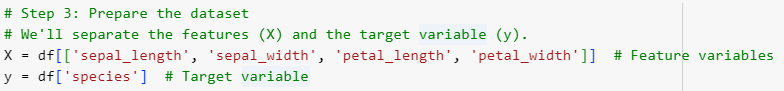 # Step 3: Prepare the dataset
# We'll separate the features (X) and the target variable (y).
X = df[['sepal_length', 'sepal_width', 'petal_length', 'petal_width']]  # Feature variables
y = df['species']  # Target variable